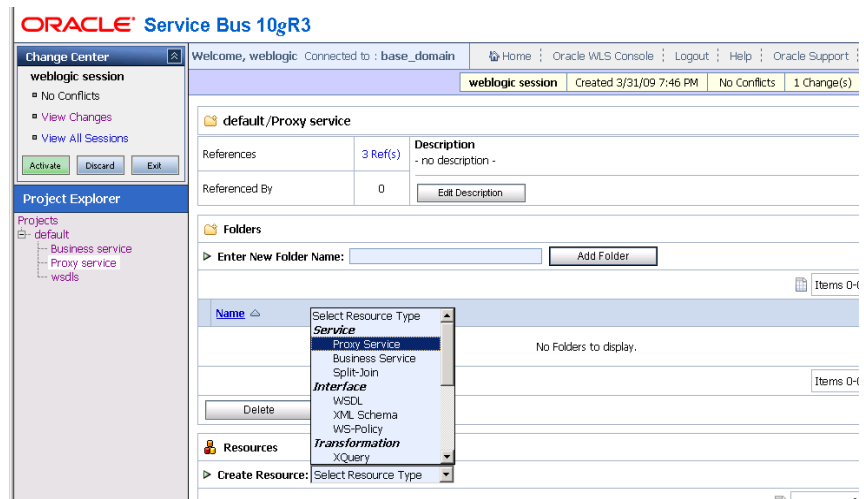 ORACLE Service Bus 10gR3
Change Center
Welcome, weblogic Connected to : base_domain
Home Oracle WLS Console Logout Help Oracle Support
weblogic session
No Conflicts
View Changes
View All Sessions
Activate Discard Exit
weblogic session Created 3/31/09 7:46 PM No Conflicts 1 Change(s)
Project Explorer
Projects
default
Business service
Proxy service
wsdls
default/Proxy service
References 3 Ref(s)
Description
- no description -
Referenced By 0
Edit Description
Folders
Enter New Folder Name: Add Folder
Items 0-
Name
No Folders to display.
Items 0-
Delete
Select Resource Type
Service
Proxy Service
Business Service
Split-Join
Interface
WSDL
XML Schema
WS-Policy
Transformation
XQuery
Resources
Create Resource: Select Resource Type